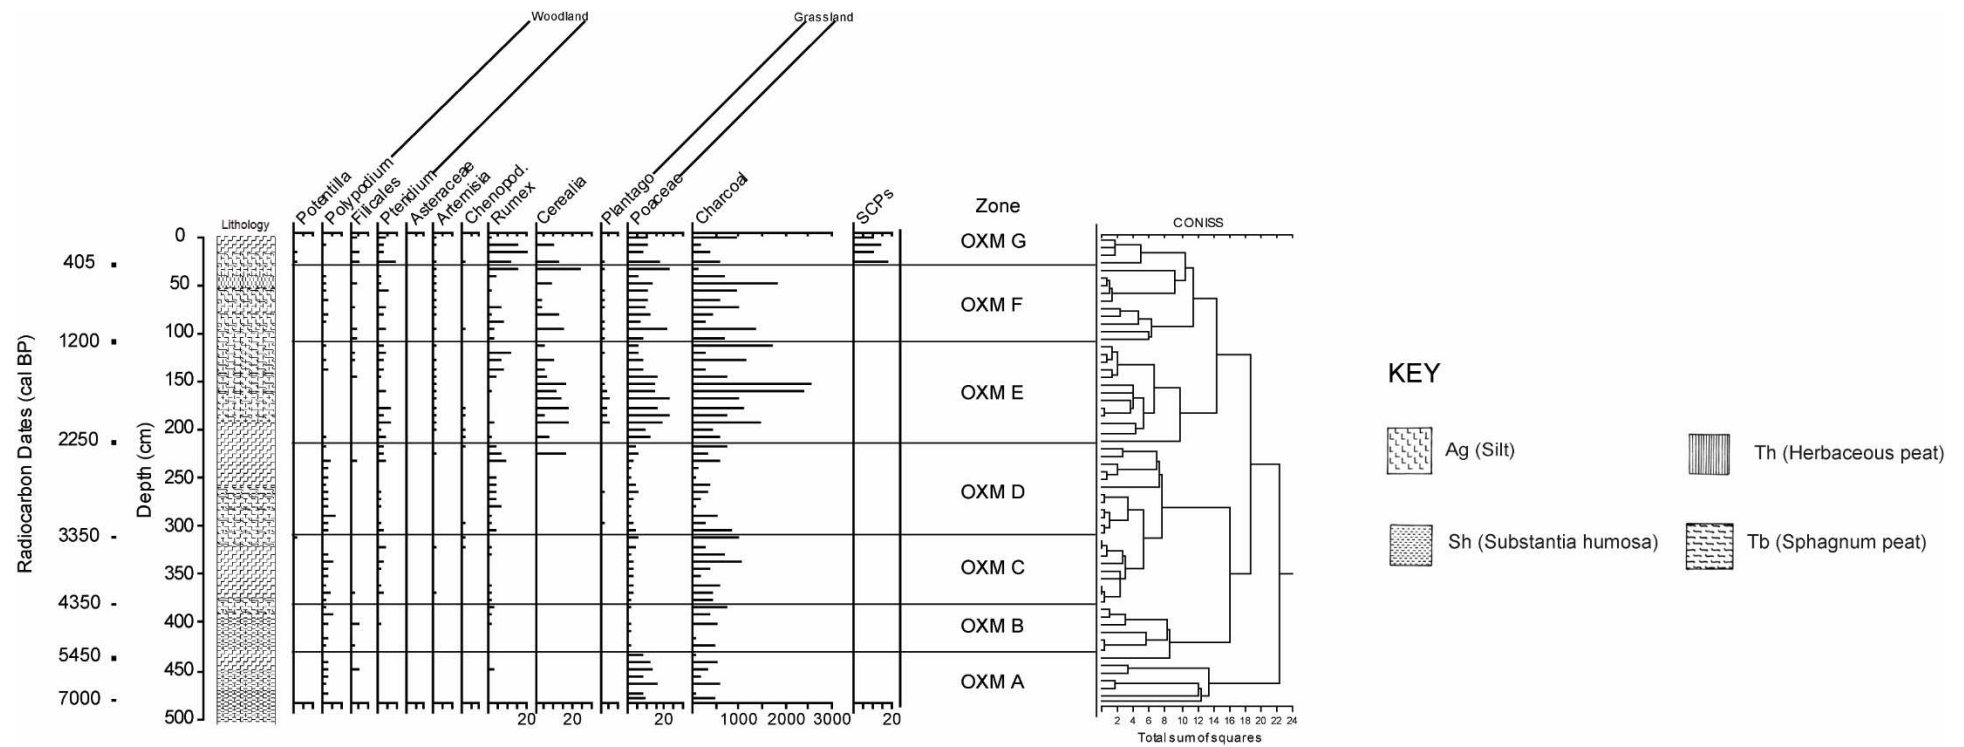 Woodland
Grassland
Potentilla
Polypodium
Filicales
Pteridium
Asteraceae
Artemisia
Chenopod.
Rumex
Cerealia
Plantago
Poaceae
Charcoal
SCPs
Zone
Lithology
CONISS
Radiocarbon Dates (cal BP)
405
1200
2250
3350
4350
5450
7000
Depth (cm)
0
50
100
150
200
250
300
350
400
450
500
OXM G
OXM F
OXM E
OXM D
OXM C
OXM B
OXM A
20
20
20
1000 2000 3000
20
2 4 6 8 10 12 14 16 18 20 22 24
Total sum of squares
KEY
Ag (Silt)
Th (Herbaceous peat)
Sh (Substantia humosa)
Tb (Sphagnum peat)